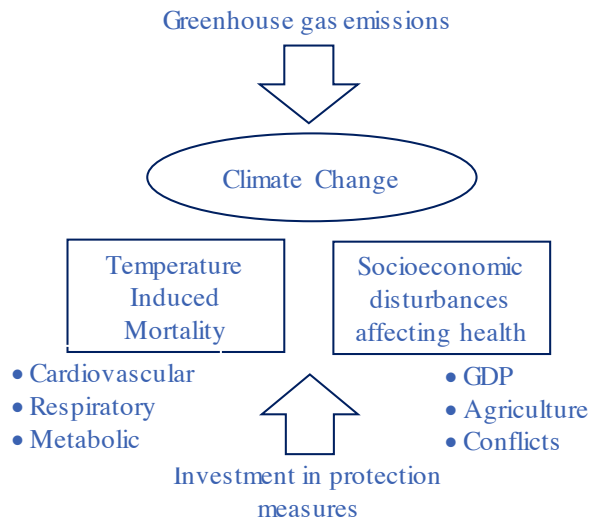 Greenhouse gas emissions
Climate Change
Temperature
Induced
Mortality
Socioeconomic
disturbances
affecting health
• Cardiovascular
• Respiratory
• Metabolic
• GDP
• Agriculture
• Conflicts
Investment in protection
measures